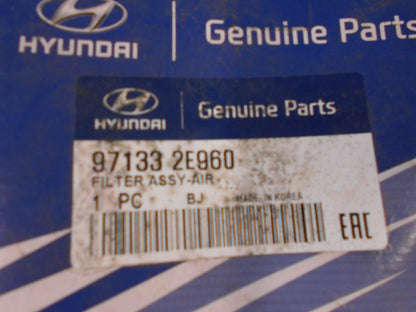 HYUNDAI Genuine Parts
HYUNDAI Genuine Parts
97133 2E960
FILTER ASSY-AIR
1 PC BJ MADE IN KOREA
EAC